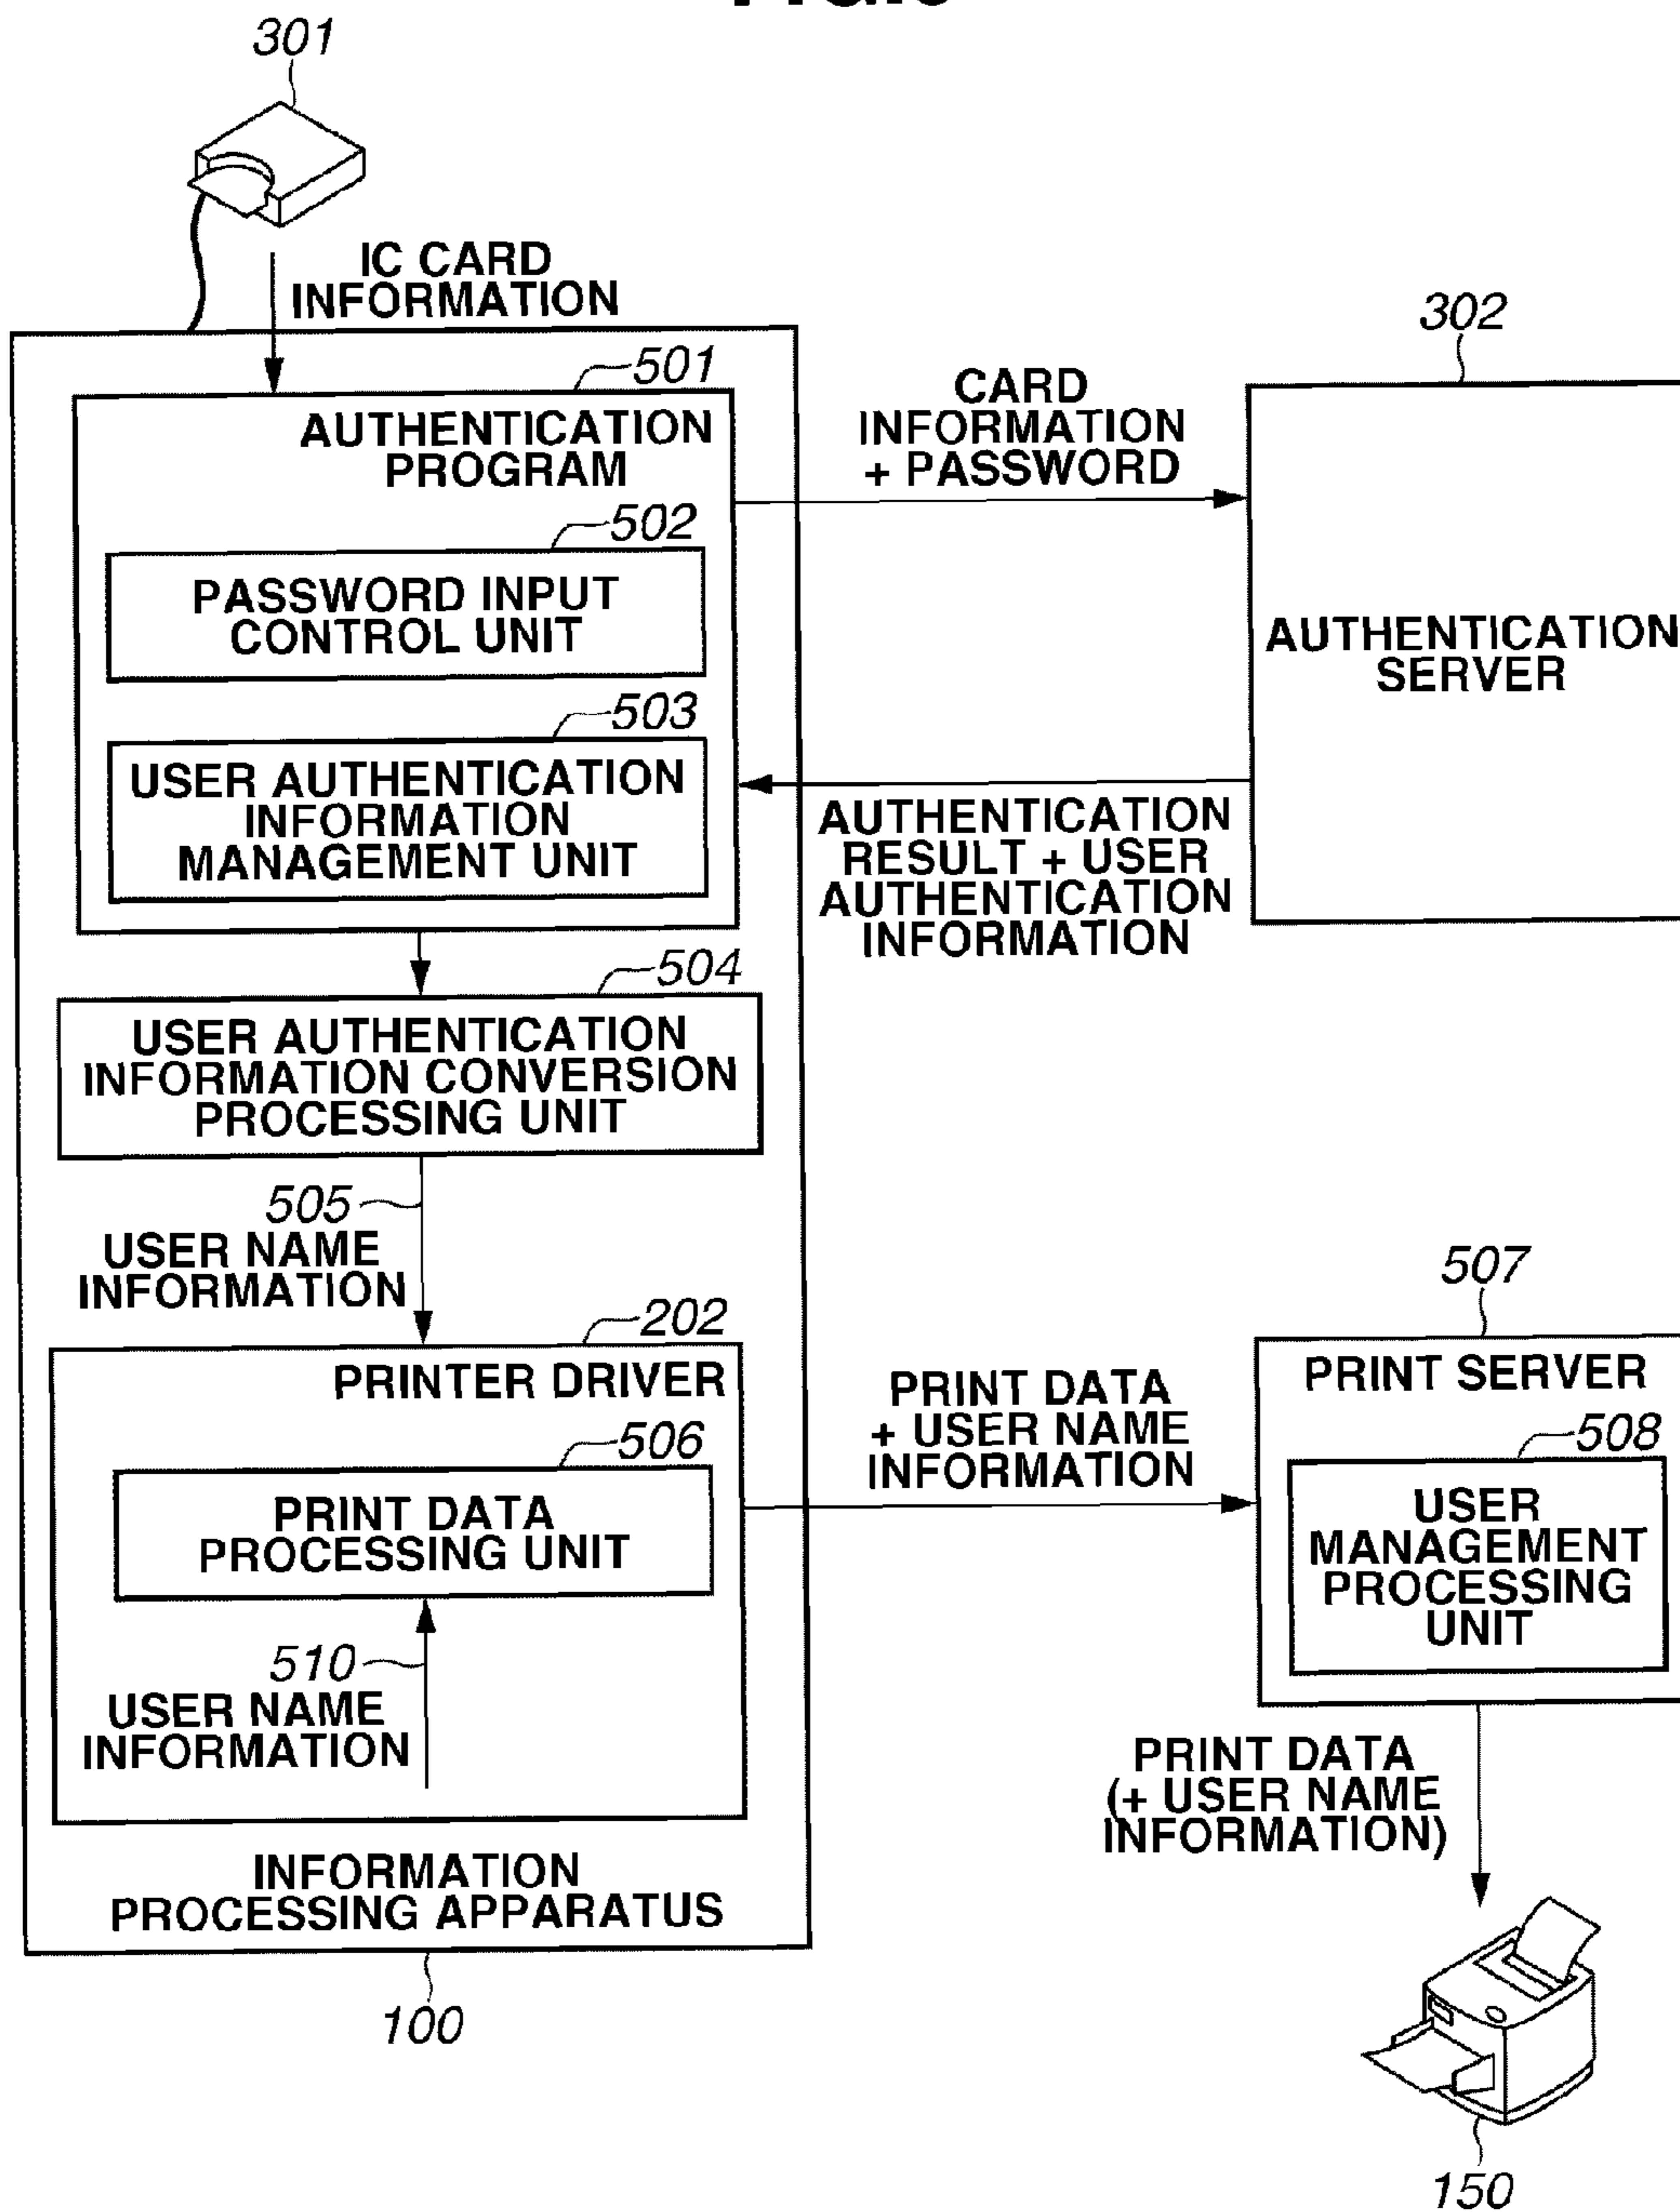 301
IC CARD
INFORMATION
501
AUTHENTICATION
PROGRAM
502
PASSWORD INPUT
CONTROL UNIT
503
USER AUTHENTICATION
INFORMATION
MANAGEMENT UNIT
CARD
INFORMATION
+ PASSWORD
302
AUTHENTICATION
SERVER
AUTHENTICATION
RESULT + USER
AUTHENTICATION
INFORMATION
504
USER AUTHENTICATION
INFORMATION CONVERSION
PROCESSING UNIT
505
USER NAME
INFORMATION
202
PRINTER DRIVER
506
PRINT DATA
PROCESSING UNIT
510
USER NAME
INFORMATION
PRINT DATA
+ USER NAME
INFORMATION
507
PRINT SERVER
508
USER
MANAGEMENT
PROCESSING
UNIT
PRINT DATA
(+ USER NAME
INFORMATION)
INFORMATION
PROCESSING APPARATUS
100
150